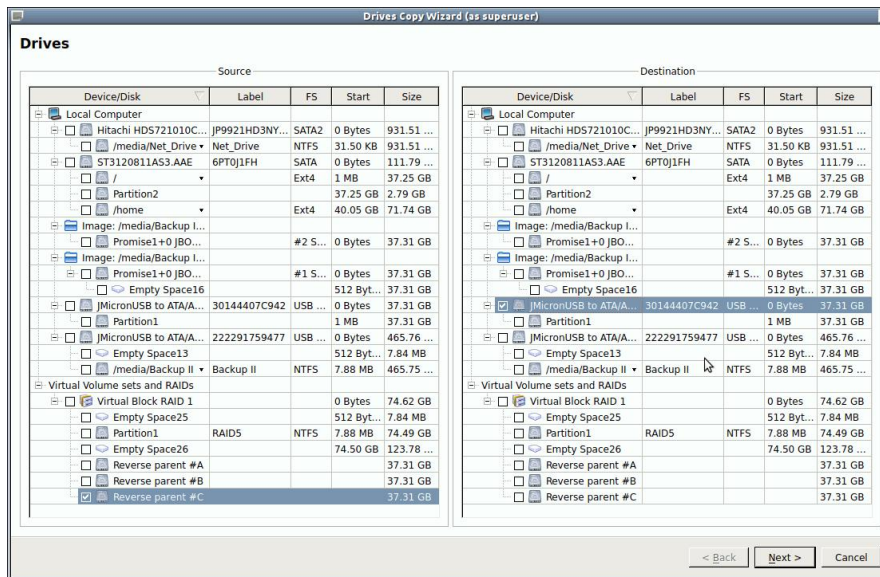 Drives Copy Wizard (as superuser)
Drives
Source
Device/Disk Label FS Start Size
Local Computer
Hitachi HDS721010C... JP9921HD3NY... SATA2 0 Bytes 931.51 ...
/media/Net_Drive Net_Drive NTFS 31.50 KB 931.51 ...
ST3120811AS3.AAE 6PT0J1FH SATA 0 Bytes 111.79 ...
/ Ext4 1 MB 37.25 GB
Partition2 37.25 GB 2.79 GB
/home Ext4 40.05 GB 71.74 GB
Image: /media/Backup I...
Promise1+0 JBO... #2 S... 0 Bytes 37.31 GB
Image: /media/Backup I...
Promise1+0 JBO... #1 S... 0 Bytes 37.31 GB
Empty Space16 512 Byt... 37.31 GB
JMicronUSB to ATA/A... 30144407C942 USB ... 0 Bytes 37.31 GB
Partition1 1 MB 37.31 GB
JMicronUSB to ATA/A... 222291759477 USB ... 0 Bytes 465.76 ...
Empty Space13 512 Byt... 7.84 MB
/media/Backup II Backup II NTFS 7.88 MB 465.75 ...
Virtual Volume sets and RAIDs
Virtual Block RAID 1 0 Bytes 74.62 GB
Empty Space25 512 Byt... 7.84 MB
Partition1 RAID5 NTFS 7.88 MB 74.49 GB
Empty Space26 74.50 GB 123.78 ...
Reverse parent #A 37.31 GB
Reverse parent #B 37.31 GB
Reverse parent #C 37.31 GB
Destination
Device/Disk Label FS Start Size
Local Computer
Hitachi HDS721010C... JP9921HD3NY... SATA2 0 Bytes 931.51 ...
/media/Net_Drive Net_Drive NTFS 31.50 KB 931.51 ...
ST3120811AS3.AAE 6PT0J1FH SATA 0 Bytes 111.79 ...
/ Ext4 1 MB 37.25 GB
Partition2 37.25 GB 2.79 GB
/home Ext4 40.05 GB 71.74 GB
Image: /media/Backup I...
Promise1+0 JBO... #2 S... 0 Bytes 37.31 GB
Image: /media/Backup I...
Promise1+0 JBO... #1 S... 0 Bytes 37.31 GB
Empty Space16 512 Byt... 37.31 GB
JMicronUSB to ATA/A... 30144407C942 USB ... 0 Bytes 37.31 GB
Partition1 1 MB 37.31 GB
JMicronUSB to ATA/A... 222291759477 USB ... 0 Bytes 465.76 ...
Empty Space13 512 Byt... 7.84 MB
/media/Backup II Backup II NTFS 7.88 MB 465.75 ...
Virtual Volume sets and RAIDs
Virtual Block RAID 1 0 Bytes 74.62 GB
Empty Space25 512 Byt... 7.84 MB
Partition1 RAID5 NTFS 7.88 MB 74.49 GB
Empty Space26 74.50 GB 123.78 ...
Reverse parent #A 37.31 GB
Reverse parent #B 37.31 GB
Reverse parent #C 37.31 GB
< Back Next > Cancel